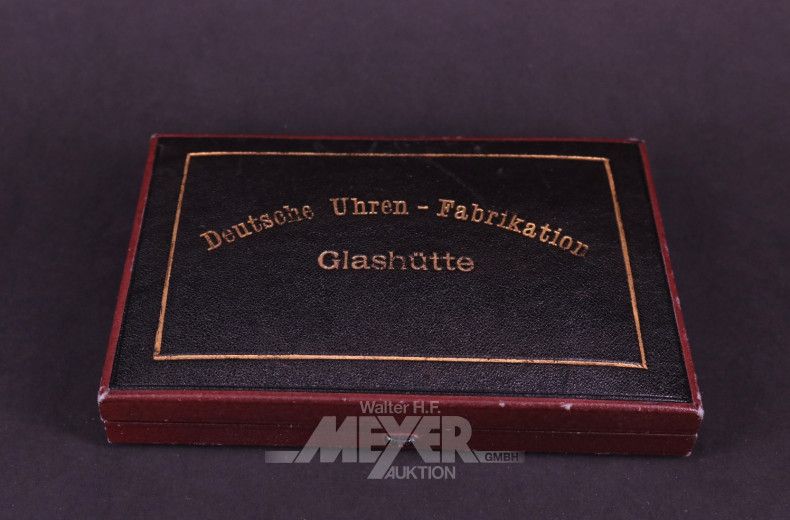 Deutsche Uhren - Fabrikation
Glashütte
Walter H.F.
MEYER
GMBH
AUKTION